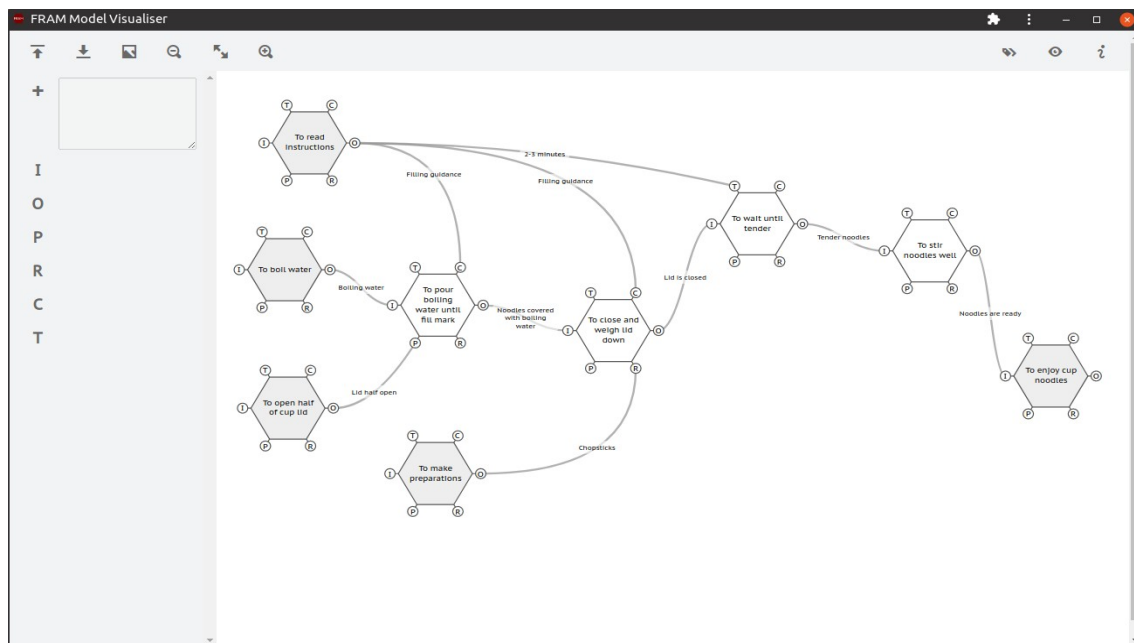 FRAM Model Visualiser
I
O
P
R
C
T
T
C
To read
instructions
I
O
P
R
2-3 minutes
Filling guidance
Filling guidance
T
C
To wait until
tender
I
O
P
R
Tender noodles
T
C
To stir
noodles well
I
O
P
R
T
C
To boil water
I
O
P
R
Boiling water
T
C
To pour
boiling
water until
fill mark
I
O
P
R
Noodles covered
with boiling
water
Lid is closed
T
C
To close and
weigh lid
down
I
O
P
R
Noodles are ready
T
C
To enjoy cup
noodles
I
O
P
R
T
C
To open half
of cup lid
I
O
P
R
Lid half open
T
C
To make
preparations
I
O
P
R
Chopsticks